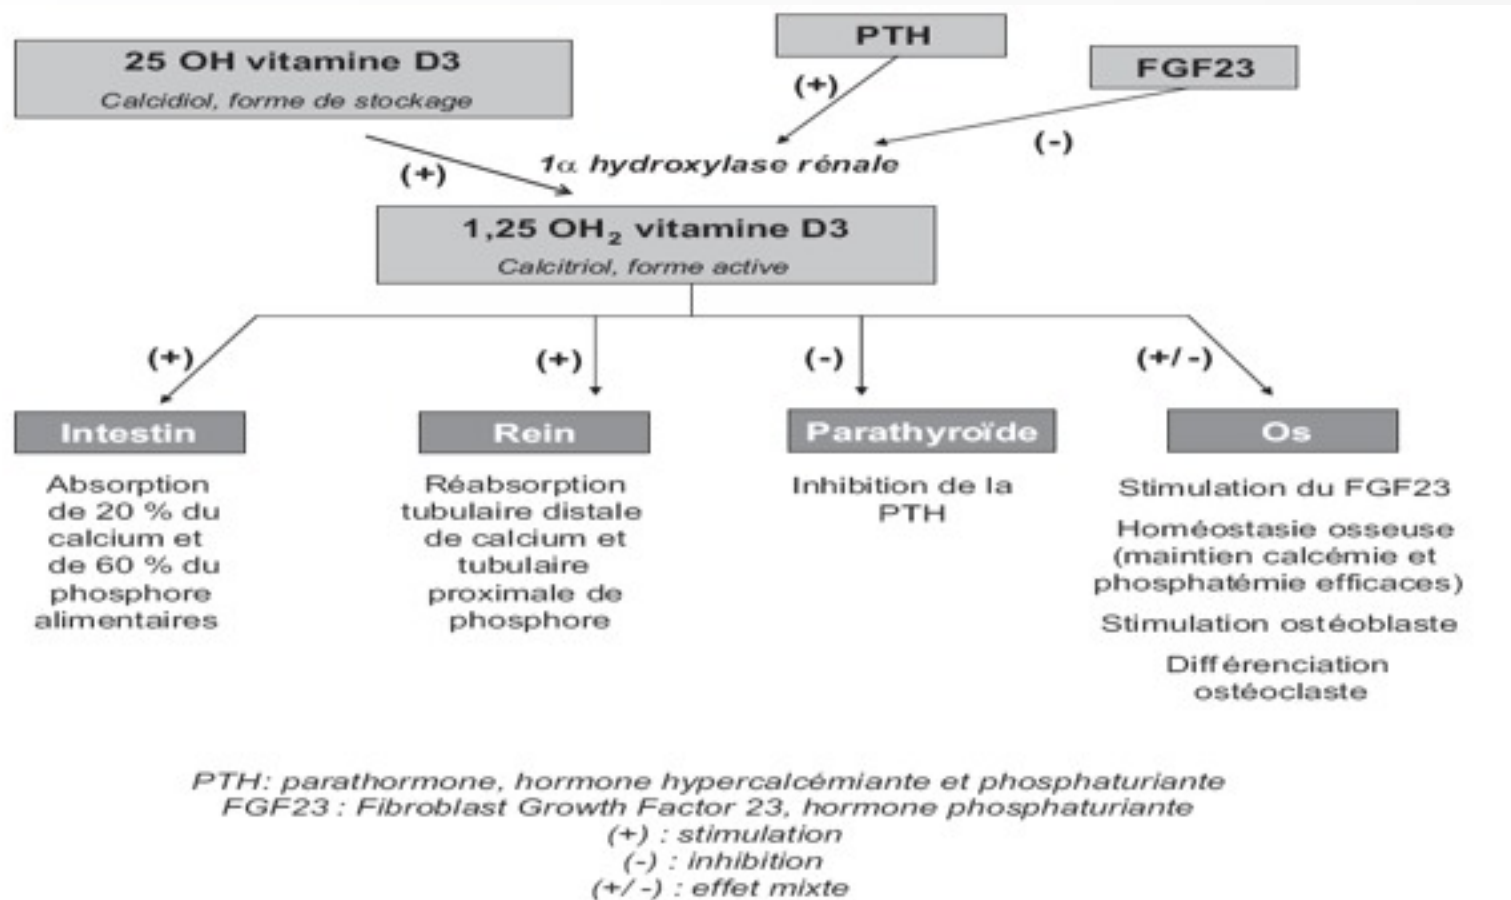 25 OH vitamine D3
Calcidiol, forme de stockage
PTH
FGF23
(+)
(-)
(+)
1α hydroxylase rénale
1,25 OH₂ vitamine D3
Calcitriol, forme active
(+)
(+)
(-)
(+/-)
Intestin
Absorption
de 20 % du
calcium et
de 60 % du
phosphore
alimentaires
Rein
Réabsorption
tubulaire distale
de calcium et
tubulaire
proximale de
phosphore
Parathyroïde
Inhibition de la
PTH
Os
Stimulation du FGF23
Homéostasie osseuse
(maintien calcémie et
phosphatémie efficaces)
Stimulation ostéoblaste
Différenciation
ostéoclaste
PTH: parathormone, hormone hypercalcémiante et phosphaturiante
FGF23 : Fibroblast Growth Factor 23, hormone phosphaturiante
(+) : stimulation
(-) : inhibition
(+/-) : effet mixte